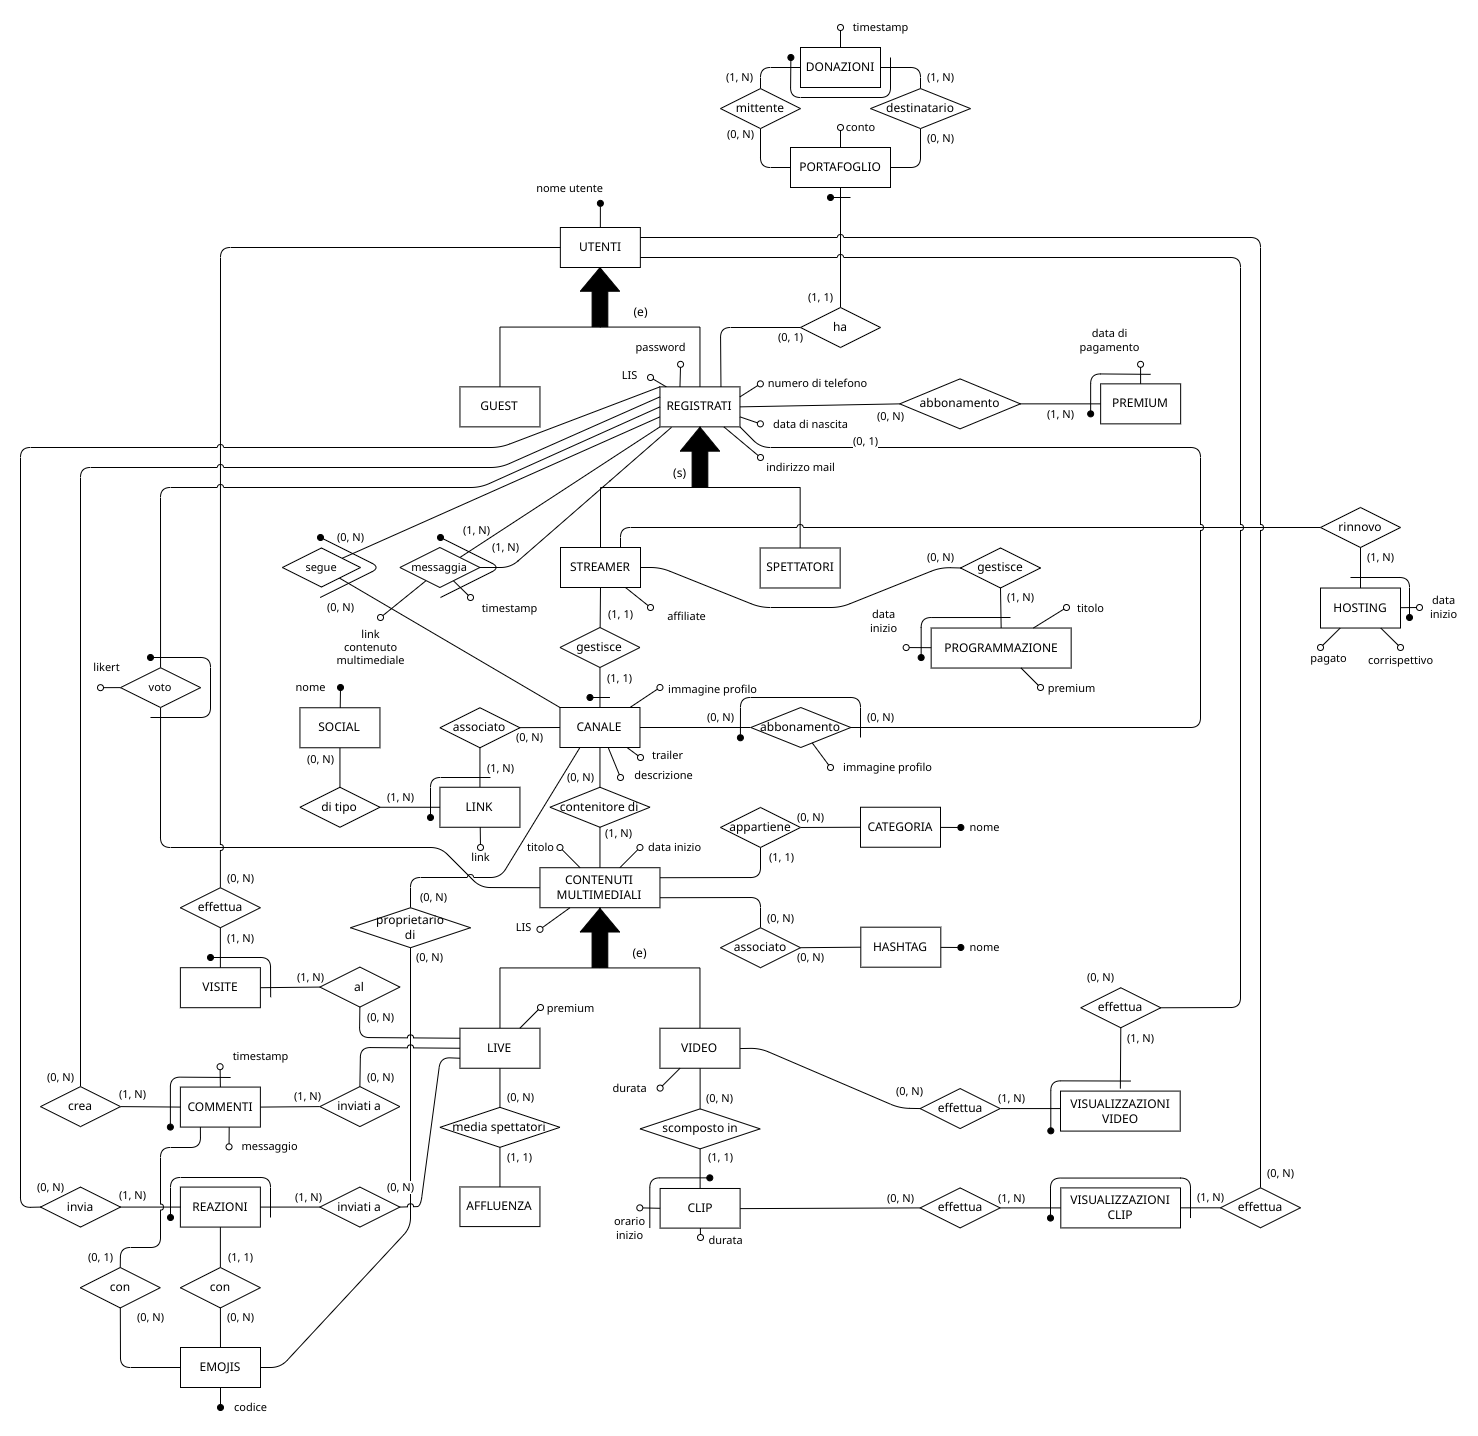 timestamp
DONAZIONI
(1, N)
(1, N)
mittente
destinatario
conto
(0, N)
(0, N)
PORTAFOGLIO
nome utente
UTENTI
(1, 1)
(e)
ha
(0, 1)
data di
pagamento
password
LIS
numero di telefono
GUEST
REGISTRATI
abbonamento
PREMIUM
(0, N)
(1, N)
data di nascita
(0, 1)
indirizzo mail
(s)
rinnovo
(0, N)
(1, N)
(1, N)
(0, N)
(1, N)
segue
messaggia
STREAMER
SPETTATORI
gestisce
(0, N)
timestamp
affiliate
(1, 1)
(1, N)
titolo
data
inizio
HOSTING
data
inizio
link
contenuto
multimediale
gestisce
PROGRAMMAZIONE
pagato
corrispettivo
likert
voto
(1, 1)
nome
immagine profilo
premium
SOCIAL
associato
(0, N)
CANALE
(0, N)
abbonamento
(0, N)
(0, N)
(1, N)
trailer
descrizione
immagine profilo
(0, N)
di tipo
(1, N)
LINK
contenitore di
(1, N)
appartiene
(0, N)
CATEGORIA
nome
link
titolo
data inizio
(1, 1)
(0, N)
CONTENUTI
MULTIMEDIALI
effettua
(0, N)
proprietario
di
LIS
(0, N)
(1, N)
(0, N)
(e)
associato
(0, N)
HASHTAG
nome
VISITE
(1, N)
al
(0, N)
(0, N)
premium
effettua
(1, N)
LIVE
VIDEO
timestamp
(0, N)
(0, N)
durata
(0, N)
(0, N)
(0, N)
(1, N)
crea
(1, N)
COMMENTI
(1, N)
inviati a
media spettatori
scomposto in
effettua
VISUALIZZAZIONI
VIDEO
messaggio
(1, 1)
(1, 1)
(0, N)
(0, N)
invia
(1, N)
REAZIONI
(1, N)
inviati a
(0, N)
AFFLUENZA
CLIP
orario
inizio
durata
(0, N)
effettua
(1, N)
VISUALIZZAZIONI
CLIP
(1, N)
effettua
(0, 1)
(1, 1)
con
con
(0, N)
(0, N)
EMOJIS
codice